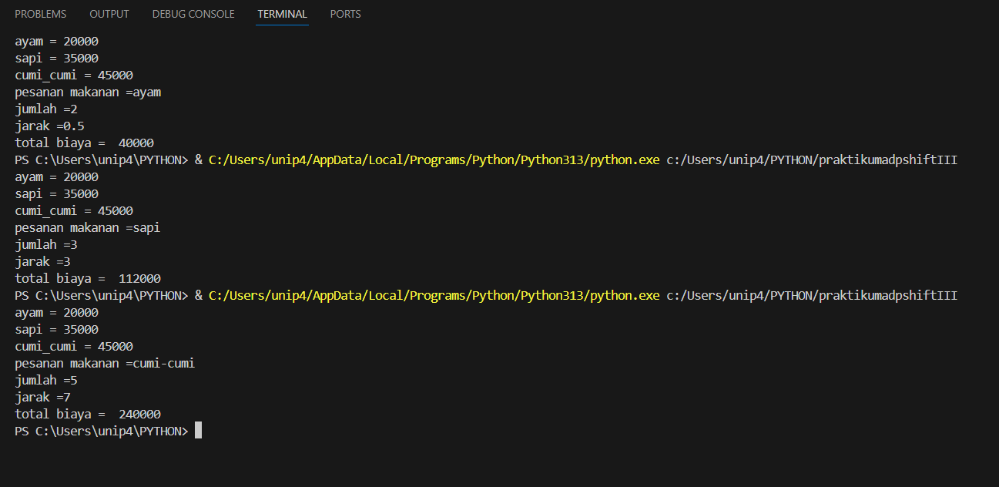 PROBLEMS OUTPUT DEBUG CONSOLE TERMINAL PORTS
ayam = 20000
sapi = 35000
cumi_cumi = 45000
pesanan makanan =ayam
jumlah =2
jarak =0.5
total biaya =  40000
PS C:\Users\unip4\PYTHON> & C:/Users/unip4/AppData/Local/Programs/Python/Python313/python.exe c:/Users/unip4/PYTHON/praktikumadpshiftIII
ayam = 20000
sapi = 35000
cumi_cumi = 45000
pesanan makanan =sapi
jumlah =3
jarak =3
total biaya =  112000
PS C:\Users\unip4\PYTHON> & C:/Users/unip4/AppData/Local/Programs/Python/Python313/python.exe c:/Users/unip4/PYTHON/praktikumadpshiftIII
ayam = 20000
sapi = 35000
cumi_cumi = 45000
pesanan makanan =cumi-cumi
jumlah =5
jarak =7
total biaya =  240000
PS C:\Users\unip4\PYTHON>